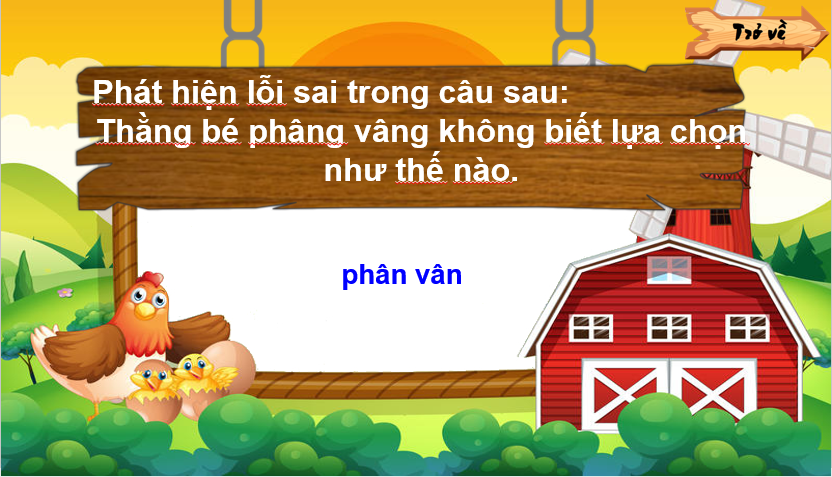 Trở về
Phát hiện lỗi sai trong câu sau:
Thằng bé phâng vâng không biết lựa chọn
như thế nào.
phân vân